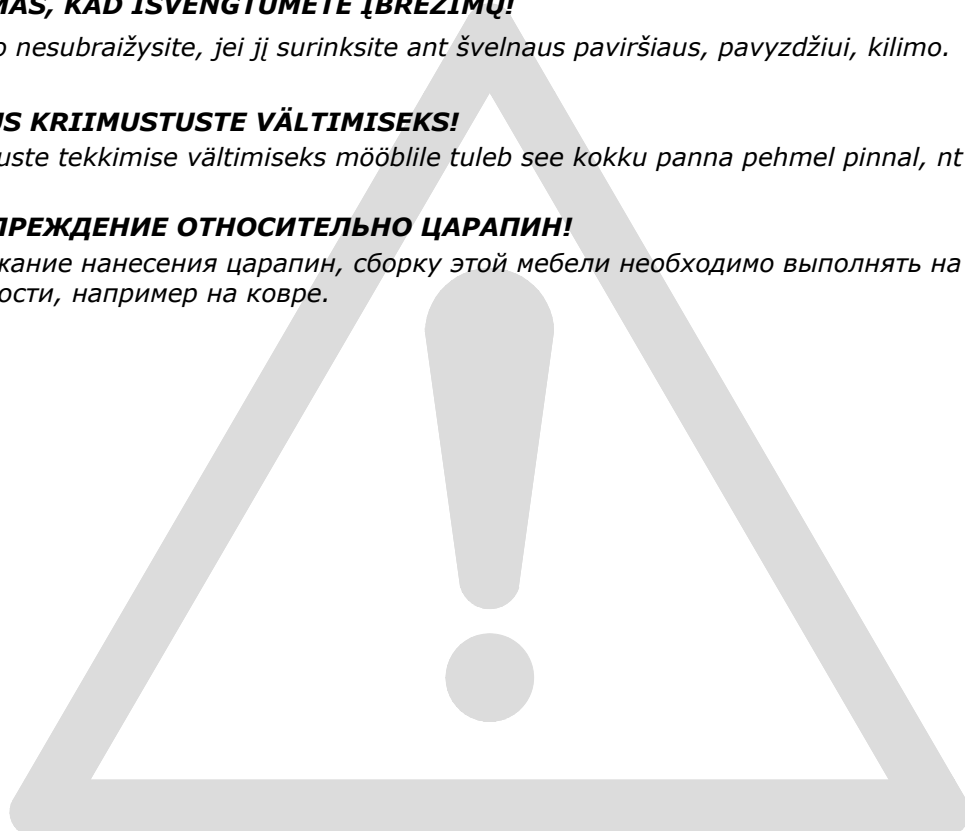 MAS, KAD IŠVENGTUMĖTE ĮBRĖŽIMŲ!
o nesubraižysite, jei jį surinksite ant švelnaus paviršiaus, pavyzdžiui, kilimo.
US KRIIMUSTUSTE VÄLTIMISEKS!
uste tekkimise vältimiseks mööblile tuleb see kokku panna pehmel pinnal, nt
ПРЕЖДЕНИЕ ОТНОСИТЕЛЬНО ЦАРАПИН!
жание нанесения царапин, сборку этой мебели необходимо выполнять на
ости, например на ковре.